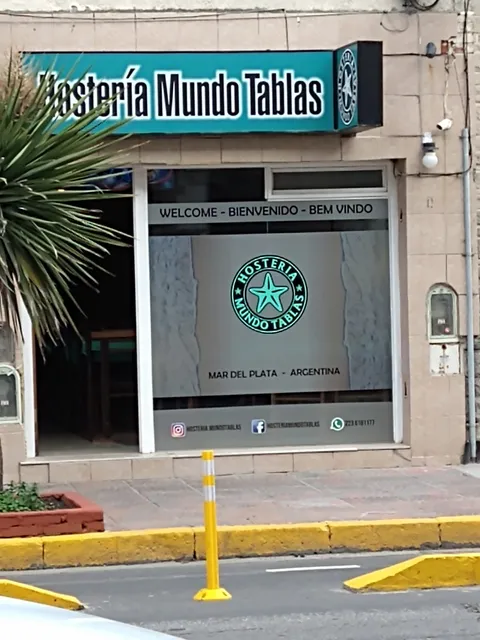 Hostería Mundo Tablas
WELCOME - BIENVENIDO - BEM VINDO
HOSTERIA
MUNDO TABLAS
MAR DEL PLATA - ARGENTINA
HOSTERIA MUNDOTABLAS
HOSTERIAMUNDOTABLAS